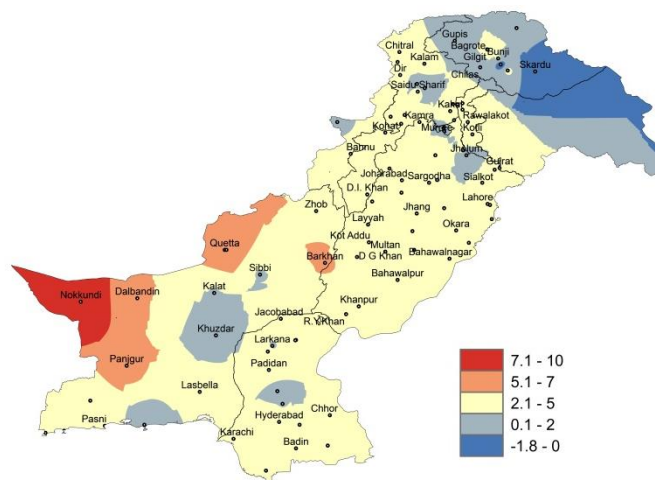 Gupis
Bagrote
Bunji
Chitral
Gilgit
Kalam
Skardu
Dir
Chilas
Saidu Sharif
Kakul
Kamra
Rawalakot
Kohat
Murree
Kotli
Bannu
Jhelum
Gujrat
Joharabad
Sargodha
Sialkot
D.I. Khan
Zhob
Lahore
Jhang
Layyah
Okara
Kot Addu
Quetta
Multan
Barkhan
D G Khan
Bahawalnagar
Sibbi
Bahawalpur
Nokkundi
Dalbandin
Kalat
Khanpur
Jacobabad
R.Y.Khan
Khuzdar
Larkana
Panjgur
Padidan
Lasbella
Pasni
Hyderabad
Chhor
Karachi
Badin
7.1 - 10
5.1 - 7
2.1 - 5
0.1 - 2
-1.8 - 0